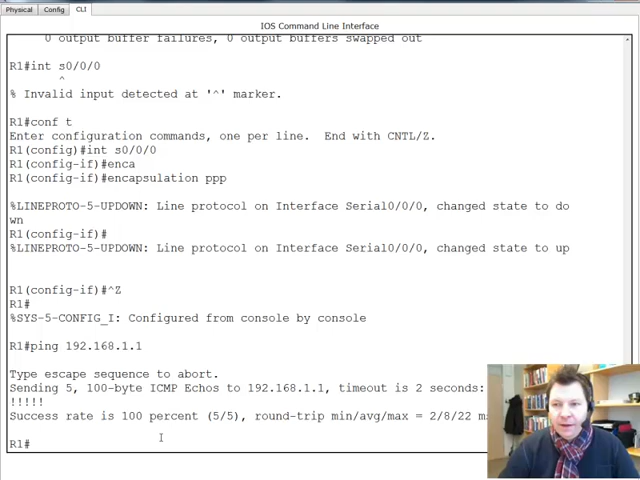 Physical Config CLI
IOS Command Line Interface
0 output buffer failures, 0 output buffers swapped out
R1#int s0/0/0
^
% Invalid input detected at '^' marker.
R1#conf t
Enter configuration commands, one per line. End with CNTL/Z.
R1(config)#int s0/0/0
R1(config-if)#enca
R1(config-if)#encapsulation ppp
%LINEPROTO-5-UPDOWN: Line protocol on Interface Serial0/0/0, changed state to do
wn
R1(config-if)#
%LINEPROTO-5-UPDOWN: Line protocol on Interface Serial0/0/0, changed state to up
R1(config-if)#^Z
R1#
%SYS-5-CONFIG_I: Configured from console by console
R1#ping 192.168.1.1
Type escape sequence to abort.
Sending 5, 100-byte ICMP Echos to 192.168.1.1, timeout is 2 seconds:
!!!!!
Success rate is 100 percent (5/5), round-trip min/avg/max = 2/8/22 ms
R1#